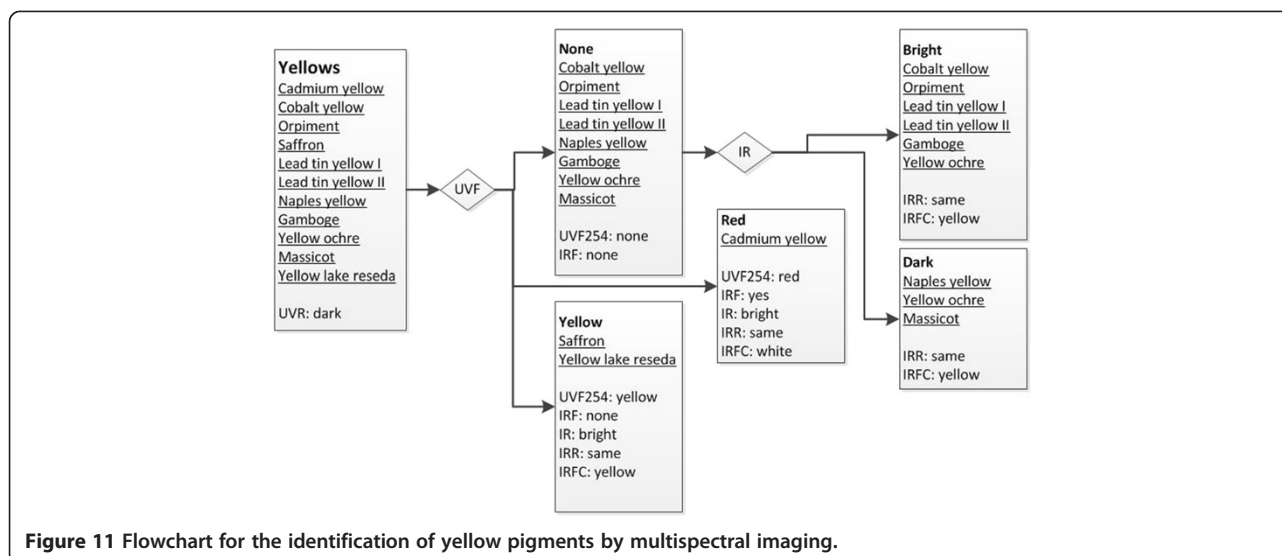 Yellows
Cadmium yellow
Cobalt yellow
Orpiment
Saffron
Lead tin yellow I
Lead tin yellow II
Naples yellow
Gamboge
Yellow ochre
Massicot
Yellow lake reseda
UVR: dark
UVF
None
Cobalt yellow
Orpiment
Lead tin yellow I
Lead tin yellow II
Naples yellow
Gamboge
Yellow ochre
Massicot
UVF254: none
IRF: none
IR
Bright
Cobalt yellow
Orpiment
Lead tin yellow I
Lead tin yellow II
Gamboge
Yellow ochre
IRR: same
IRFC: yellow
Dark
Naples yellow
Yellow ochre
Massicot
IRR: same
IRFC: yellow
Red
Cadmium yellow
UVF254: red
IRF: yes
IR: bright
IRR: same
IRFC: white
Yellow
Saffron
Yellow lake reseda
UVF254: yellow
IRF: none
IR: bright
IRR: same
IRFC: yellow
Figure 11 Flowchart for the identification of yellow pigments by multispectral imaging.